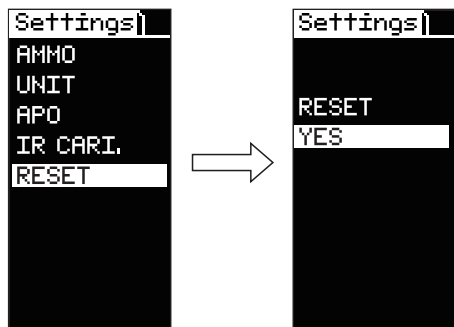 Settings
AMMO
UNIT
APO
IR CARI.
RESET
Settings
RESET
YES